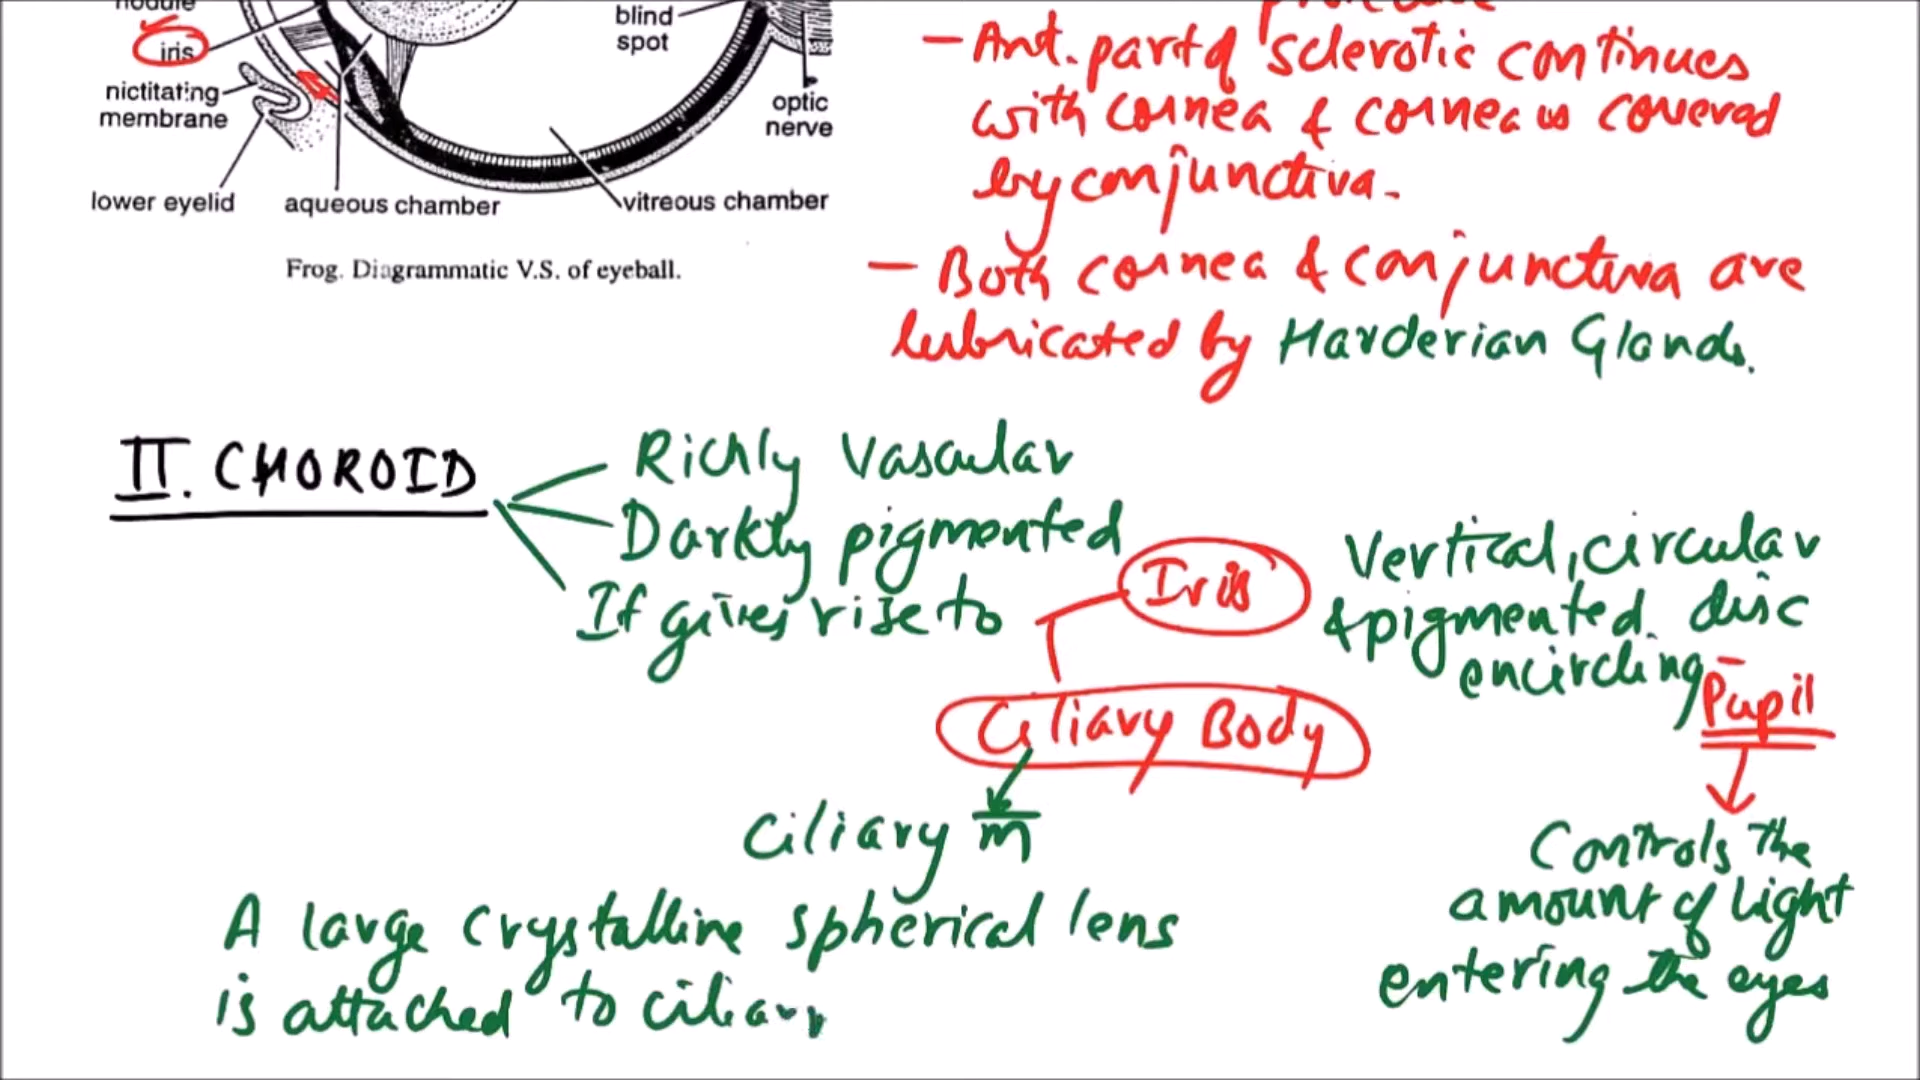 nodule
iris
nictitating
membrane
lower eyelid
aqueous chamber
blind
spot
optic
nerve
vitreous chamber
Frog. Diagrammatic V.S. of eyeball.
- Ant. part of sclerotic continues
with cornea & cornea is covered
by conjunctiva.
- Both cornea & conjunctiva are
lubricated by Harderian Glands.
II. CHOROID
Richly Vascular
Darkly pigmented
It gives rise to
Iris
Vertical, circular
& pigmented disc
encircling
Pupil
Ciliary Body
Ciliary m
Controls the
amount of light
entering the eyes
A large crystalline spherical lens
is attached to ciliary